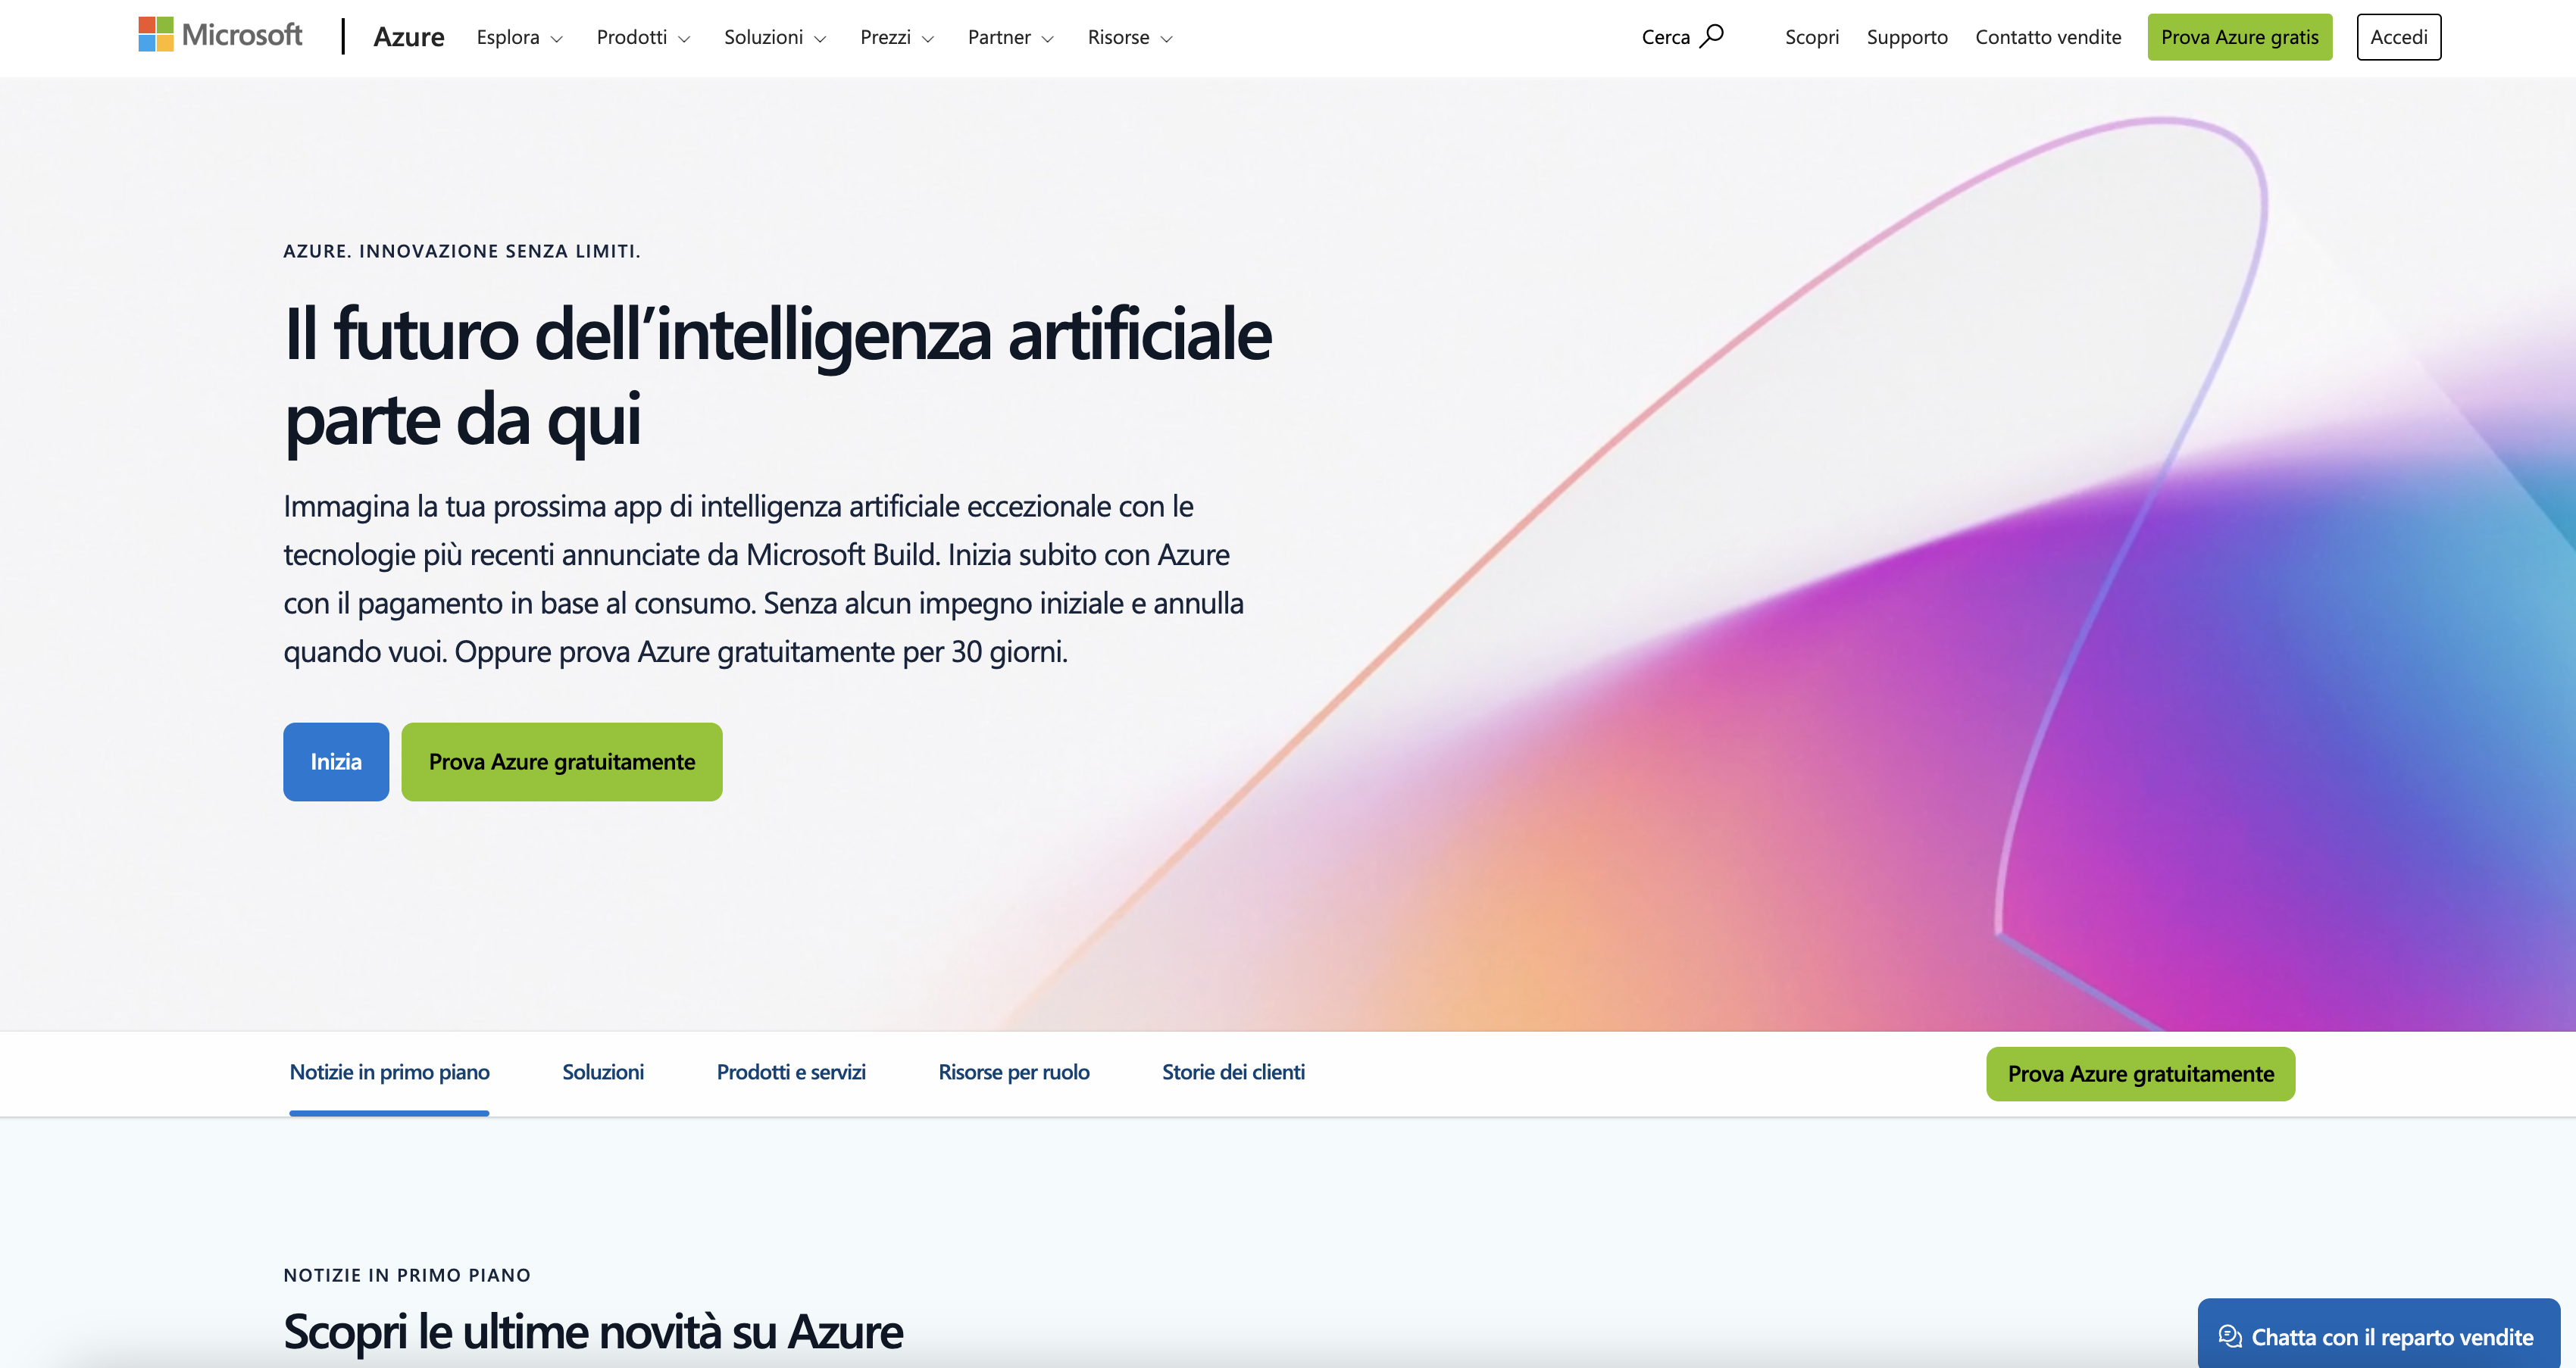 Microsoft
Azure
Esplora
Prodotti
Soluzioni
Prezzi
Partner
Risorse
Cerca
Scopri
Supporto
Contatto vendite
Prova Azure gratis
Accedi
AZURE. INNOVAZIONE SENZA LIMITI.
Il futuro dell’intelligenza artificiale
parte da qui
Immagina la tua prossima app di intelligenza artificiale eccezionale con le
tecnologie più recenti annunciate da Microsoft Build. Inizia subito con Azure
con il pagamento in base al consumo. Senza alcun impegno iniziale e annulla
quando vuoi. Oppure prova Azure gratuitamente per 30 giorni.
Inizia
Prova Azure gratuitamente
Notizie in primo piano
Soluzioni
Prodotti e servizi
Risorse per ruolo
Storie dei clienti
Prova Azure gratuitamente
NOTIZIE IN PRIMO PIANO
Scopri le ultime novità su Azure
Chatta con il reparto vendite